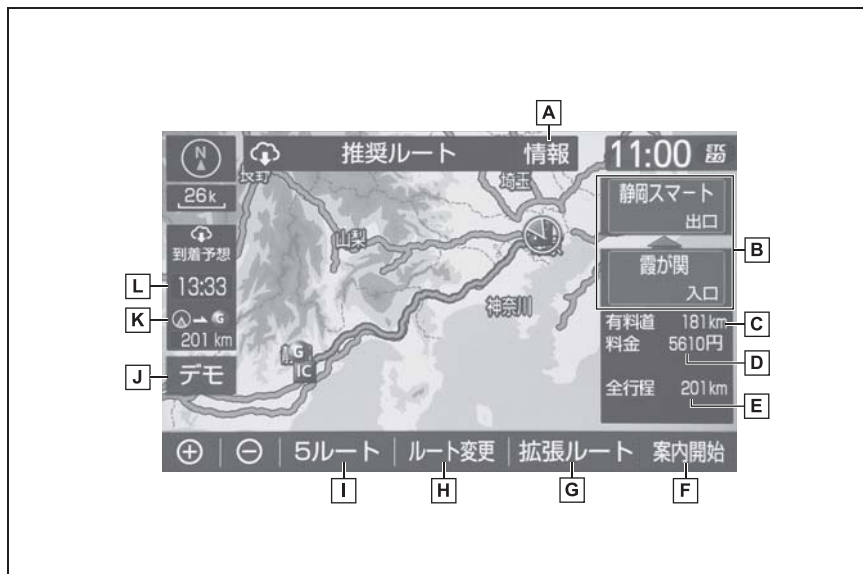 A
N
推奨ルート 情報
11:00 ETC 2.0
26k
長野
埼玉
静岡スマート
出口
B
到着予想
山梨
霞が関
入口
L
13:33
神奈川
K
G
201 km
有料道 181km
C
料金 5610円
D
G
IC
J
デモ
全行程 201km
E
5ルート ルート変更 拡張ルート 案内開始
I
H
G
F